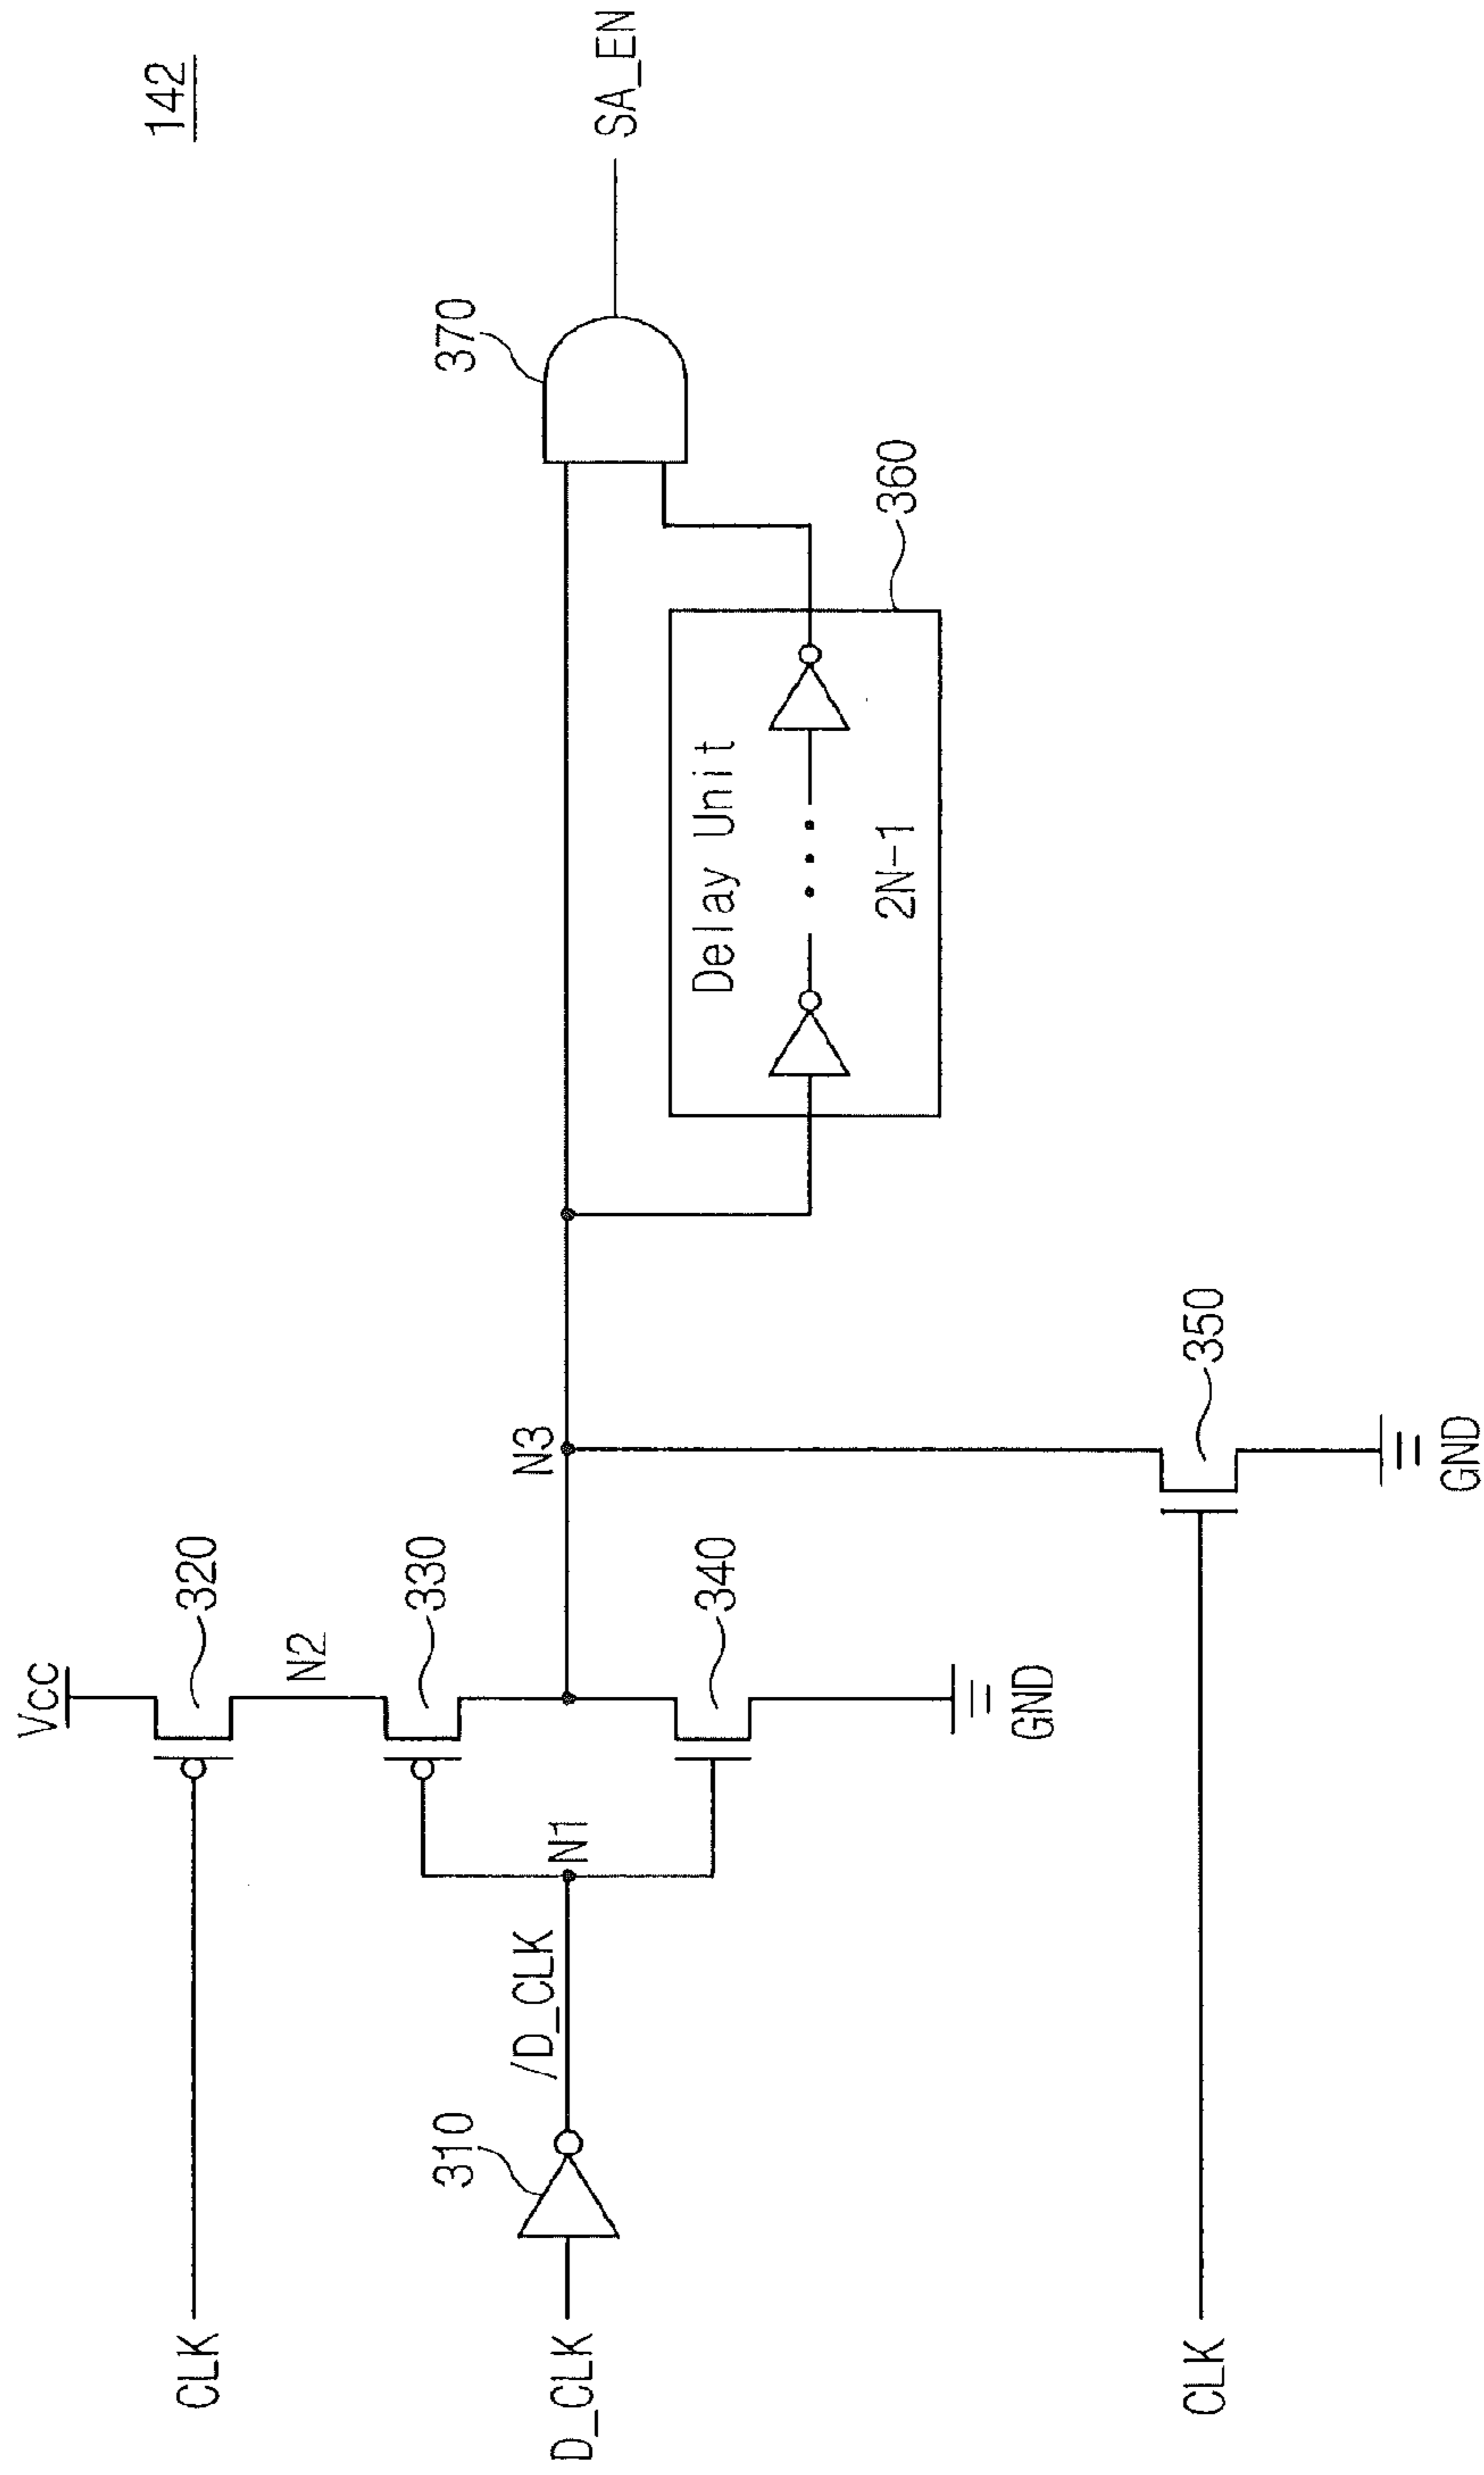 142
Vcc
CLK
320
N2
330
310
D_CLK
/D_CLK
N1
N3
340
GND
370
SA_EN
Delay Unit
2N-1
360
CLK
350
GND